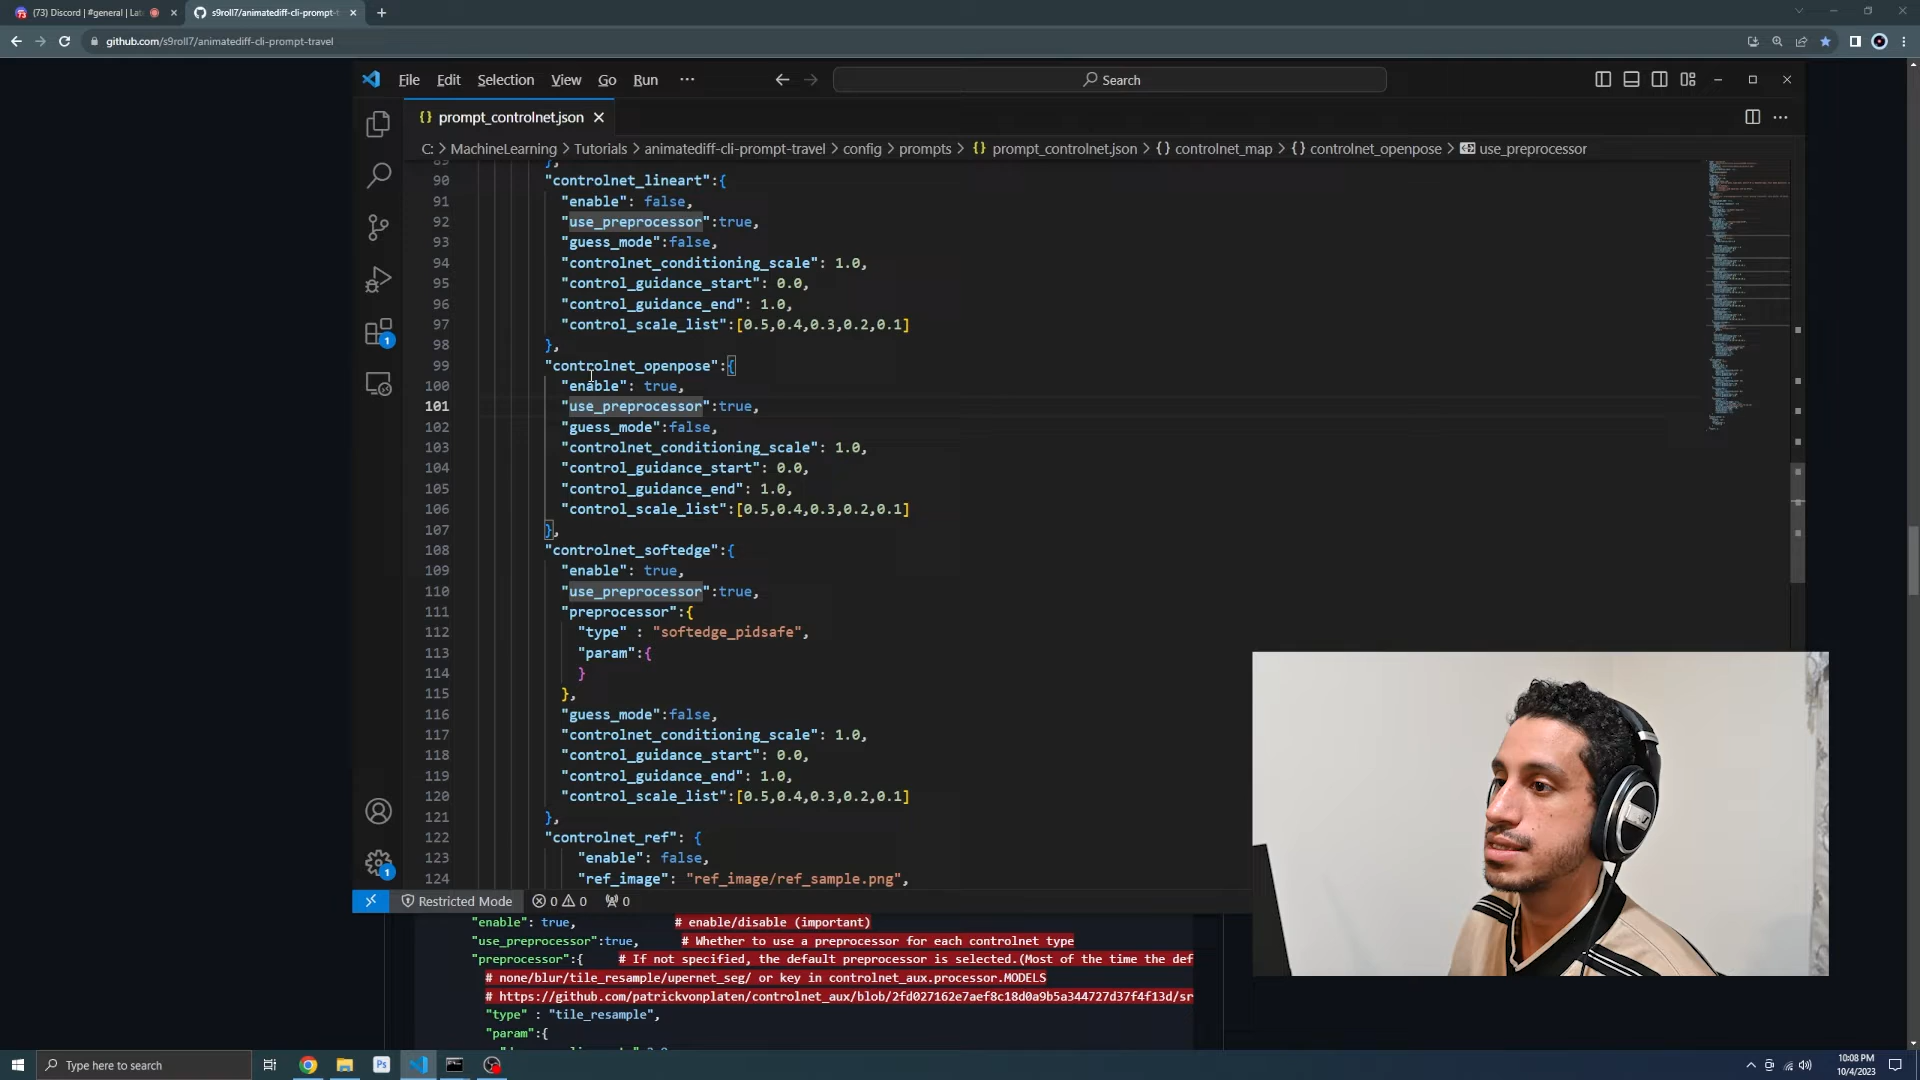 (73) Discord | #general | Lat
s9roll7/animatediff-cli-prompt-t
github.com/s9roll7/animatediff-cli-prompt-travel
File Edit Selection View Go Run ···
Search
{} prompt_controlnet.json
C: > MachineLearning > Tutorials > animatediff-cli-prompt-travel > config > prompts > {} prompt_controlnet.json > {} controlnet_map > {} controlnet_openpose > use_preprocessor
89 },
90 "controlnet_lineart":{
91 "enable": false,
92 "use_preprocessor":true,
93 "guess_mode":false,
94 "controlnet_conditioning_scale": 1.0,
95 "control_guidance_start": 0.0,
96 "control_guidance_end": 1.0,
97 "control_scale_list":[0.5,0.4,0.3,0.2,0.1]
98 },
99 "controlnet_openpose":{
100 "enable": true,
101 "use_preprocessor":true,
102 "guess_mode":false,
103 "controlnet_conditioning_scale": 1.0,
104 "control_guidance_start": 0.0,
105 "control_guidance_end": 1.0,
106 "control_scale_list":[0.5,0.4,0.3,0.2,0.1]
107 },
108 "controlnet_softedge":{
109 "enable": true,
110 "use_preprocessor":true,
111 "preprocessor":{
112 "type" : "softedge_pidsafe",
113 "param":{
114 }
115 },
116 "guess_mode":false,
117 "controlnet_conditioning_scale": 1.0,
118 "control_guidance_start": 0.0,
119 "control_guidance_end": 1.0,
120 "control_scale_list":[0.5,0.4,0.3,0.2,0.1]
121 },
122 "controlnet_ref": {
123 "enable": false,
124 "ref_image": "ref_image/ref_sample.png",
1
1
Restricted Mode 0 0 0
"enable": true, # enable/disable (important)
"use_preprocessor":true, # Whether to use a preprocessor for each controlnet type
"preprocessor":{ # If not specified, the default preprocessor is selected.(Most of the time the def
# none/blur/tile_resample/upernet_seg/ or key in controlnet_aux.processor.MODELS
# https://github.com/patrickvonplaten/controlnet_aux/blob/2fd027162e7aef8c18d0a9b5a344727d37f4f13d/sr
"type" : "tile_resample",
"param":{
Type here to search
Ps
10:08 PM
10/4/2023